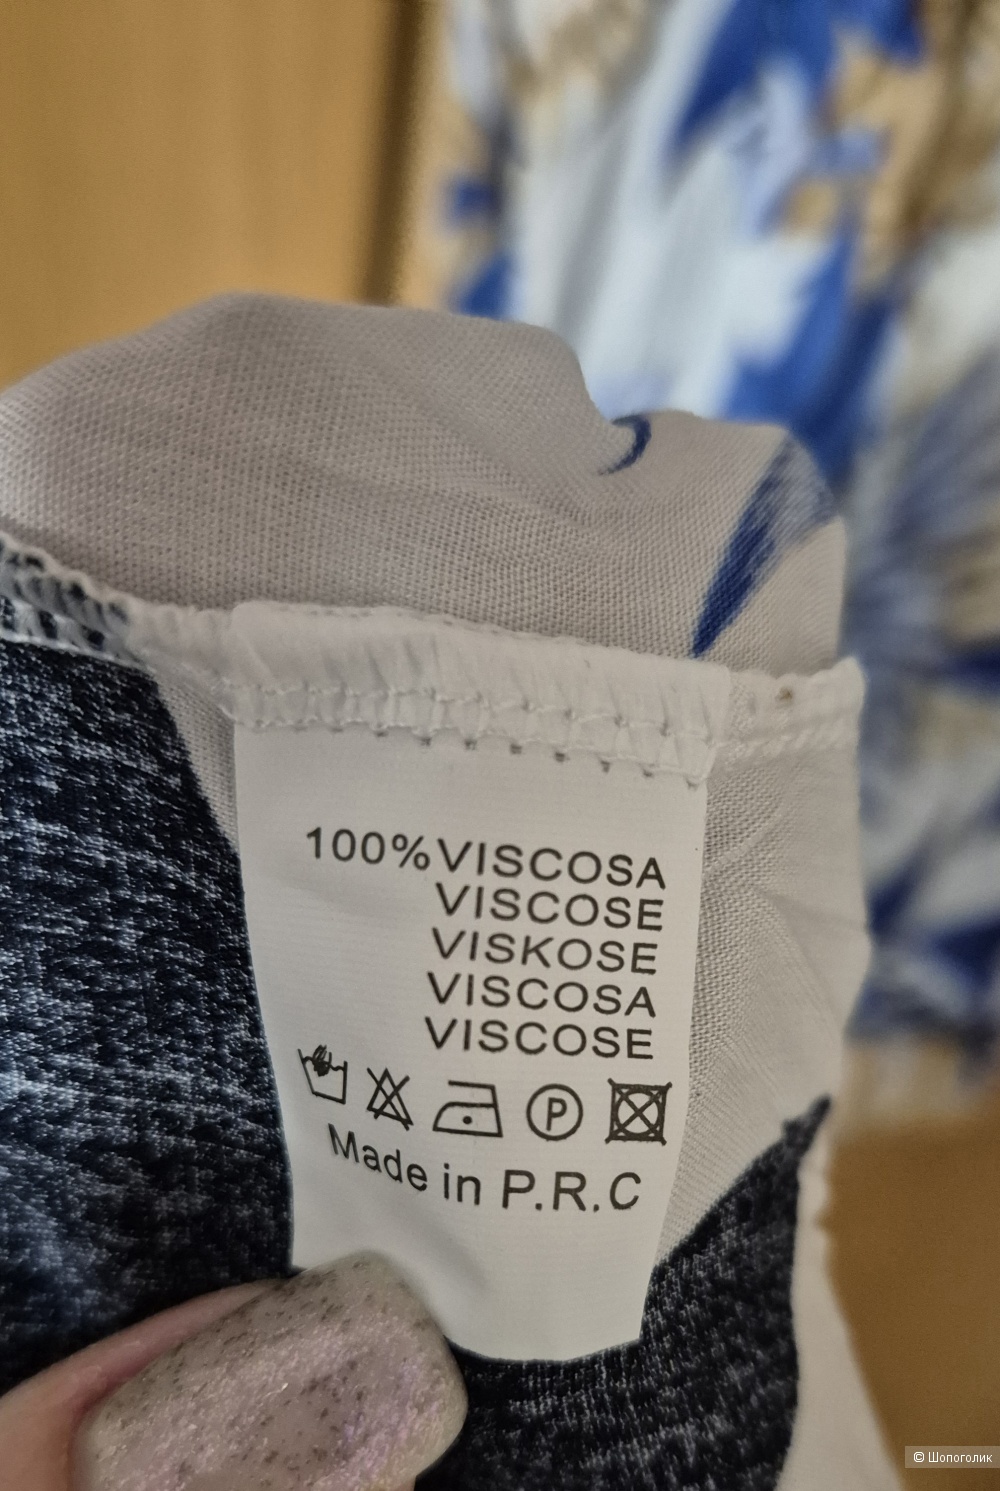 100%VISCOSA
VISCOSE
VISKOSE
VISCOSA
VISCOSE
P
Made in P.R.C
© Шопоголик